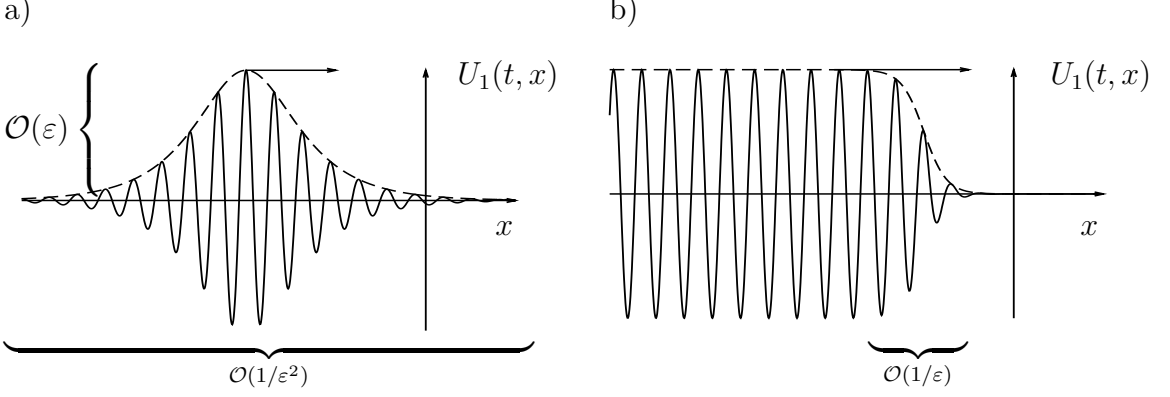 a)
b)
U₁(t, x)
U₁(t, x)
𝒪(ε)
x
x
𝒪(1/ε²)
𝒪(1/ε)